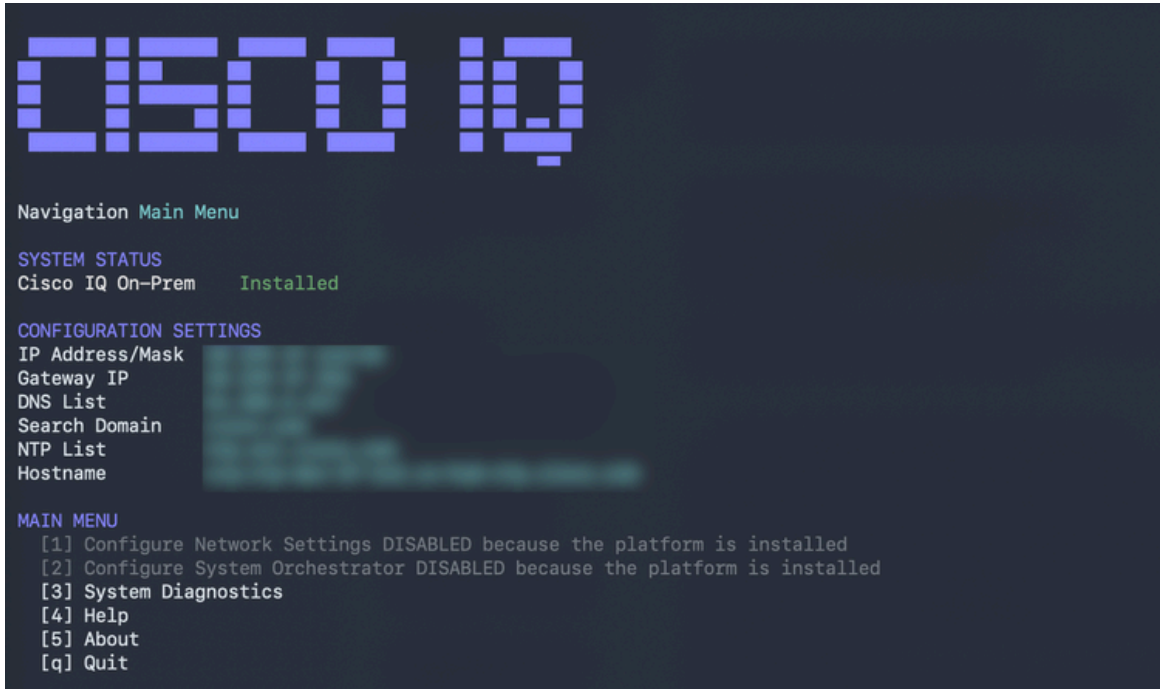 CISCO IQ
Navigation Main Menu
SYSTEM STATUS
Cisco IQ On-Prem Installed
CONFIGURATION SETTINGS
IP Address/Mask
Gateway IP
DNS List
Search Domain
NTP List
Hostname
MAIN MENU
[1] Configure Network Settings DISABLED because the platform is installed
[2] Configure System Orchestrator DISABLED because the platform is installed
[3] System Diagnostics
[4] Help
[5] About
[q] Quit